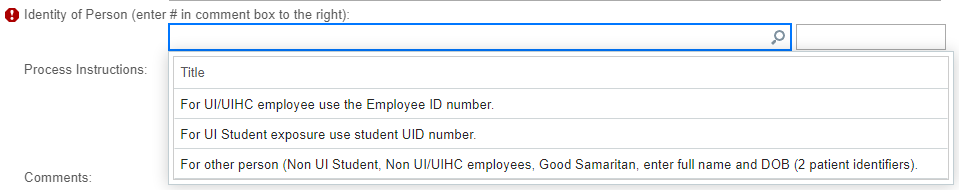 Identity of Person (enter # in comment box to the right):
Process Instructions:
Title
For UI/UIHC employee use the Employee ID number.
For UI Student exposure use student UID number.
For other person (Non UI Student, Non UI/UIHC employees, Good Samaritan, enter full name and DOB (2 patient identifiers).
Comments: